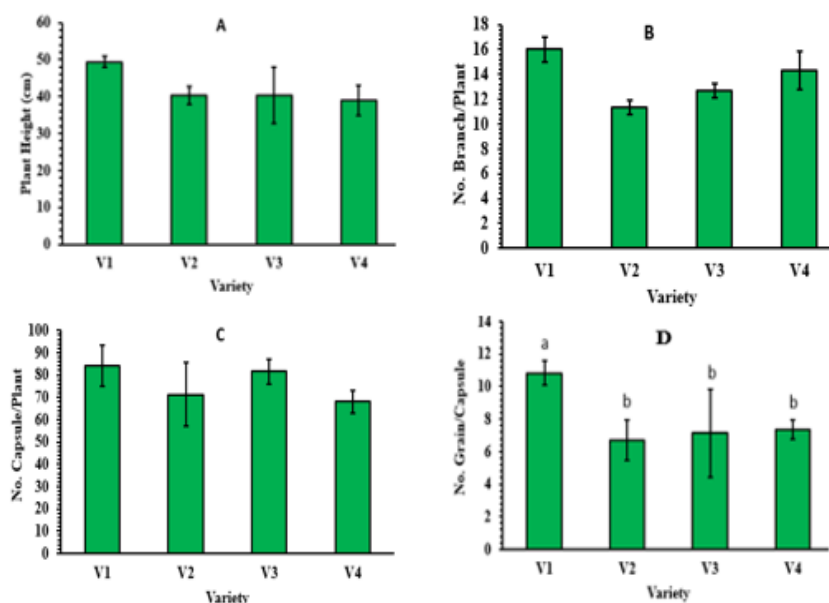 A
Plant Height (cm)
60
50
40
30
20
10
0
V1 V2 V3 V4
Variety
B
No. Branch/Plant
18
16
14
12
10
8
6
4
2
0
V1 V2 V3 V4
Variety
C
No. Capsule/Plant
100
90
80
70
60
50
40
30
20
10
0
V1 V2 V3 V4
Variety
D
No. Grain/Capsule
14
12
10
8
6
4
2
0
a b b b
V1 V2 V3 V4
Variety